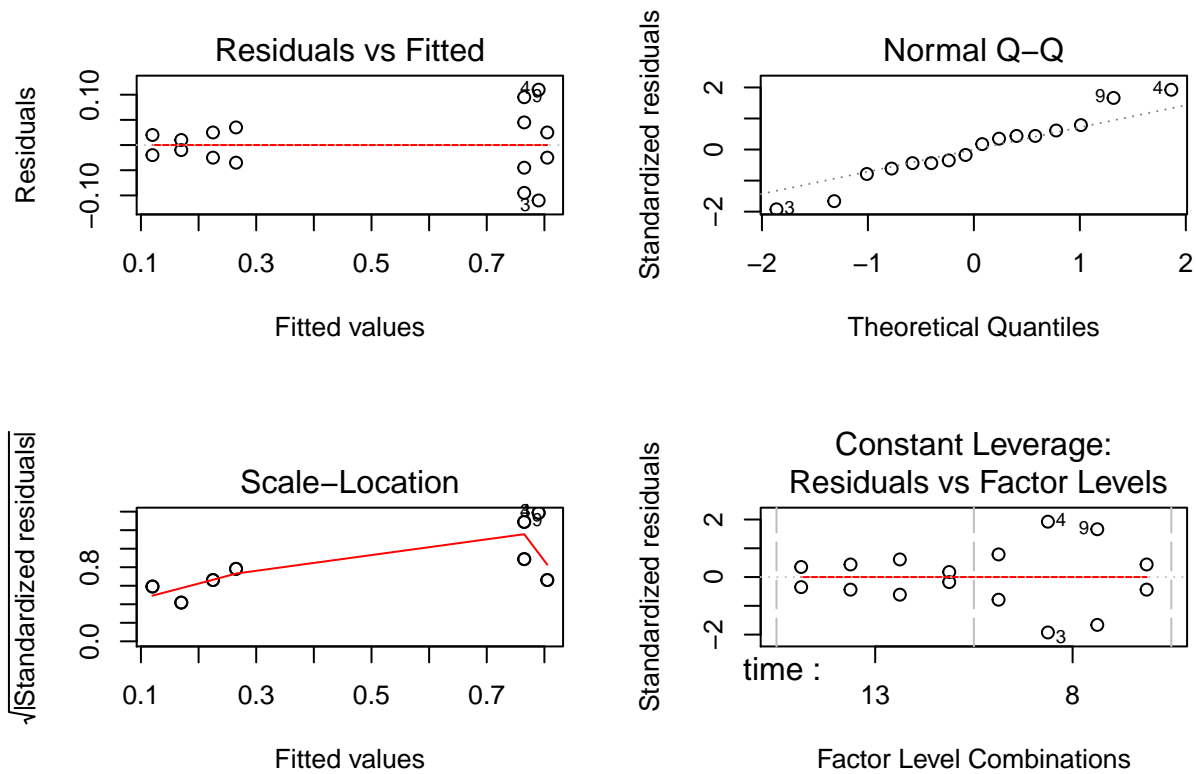 Residuals vs Fitted
Residuals
0.10
−0.10
4
9
3
0.1 0.3 0.5 0.7
Fitted values
Normal Q−Q
Standardized residuals
2
0
−2
9
4
3
−2 −1 0 1 2
Theoretical Quantiles
Scale−Location
√|Standardized residuals|
0.8
0.0
9
0.1 0.3 0.5 0.7
Fitted values
Constant Leverage:
Residuals vs Factor Levels
Standardized residuals
2
0
−2
4
9
3
time :
13 8
Factor Level Combinations